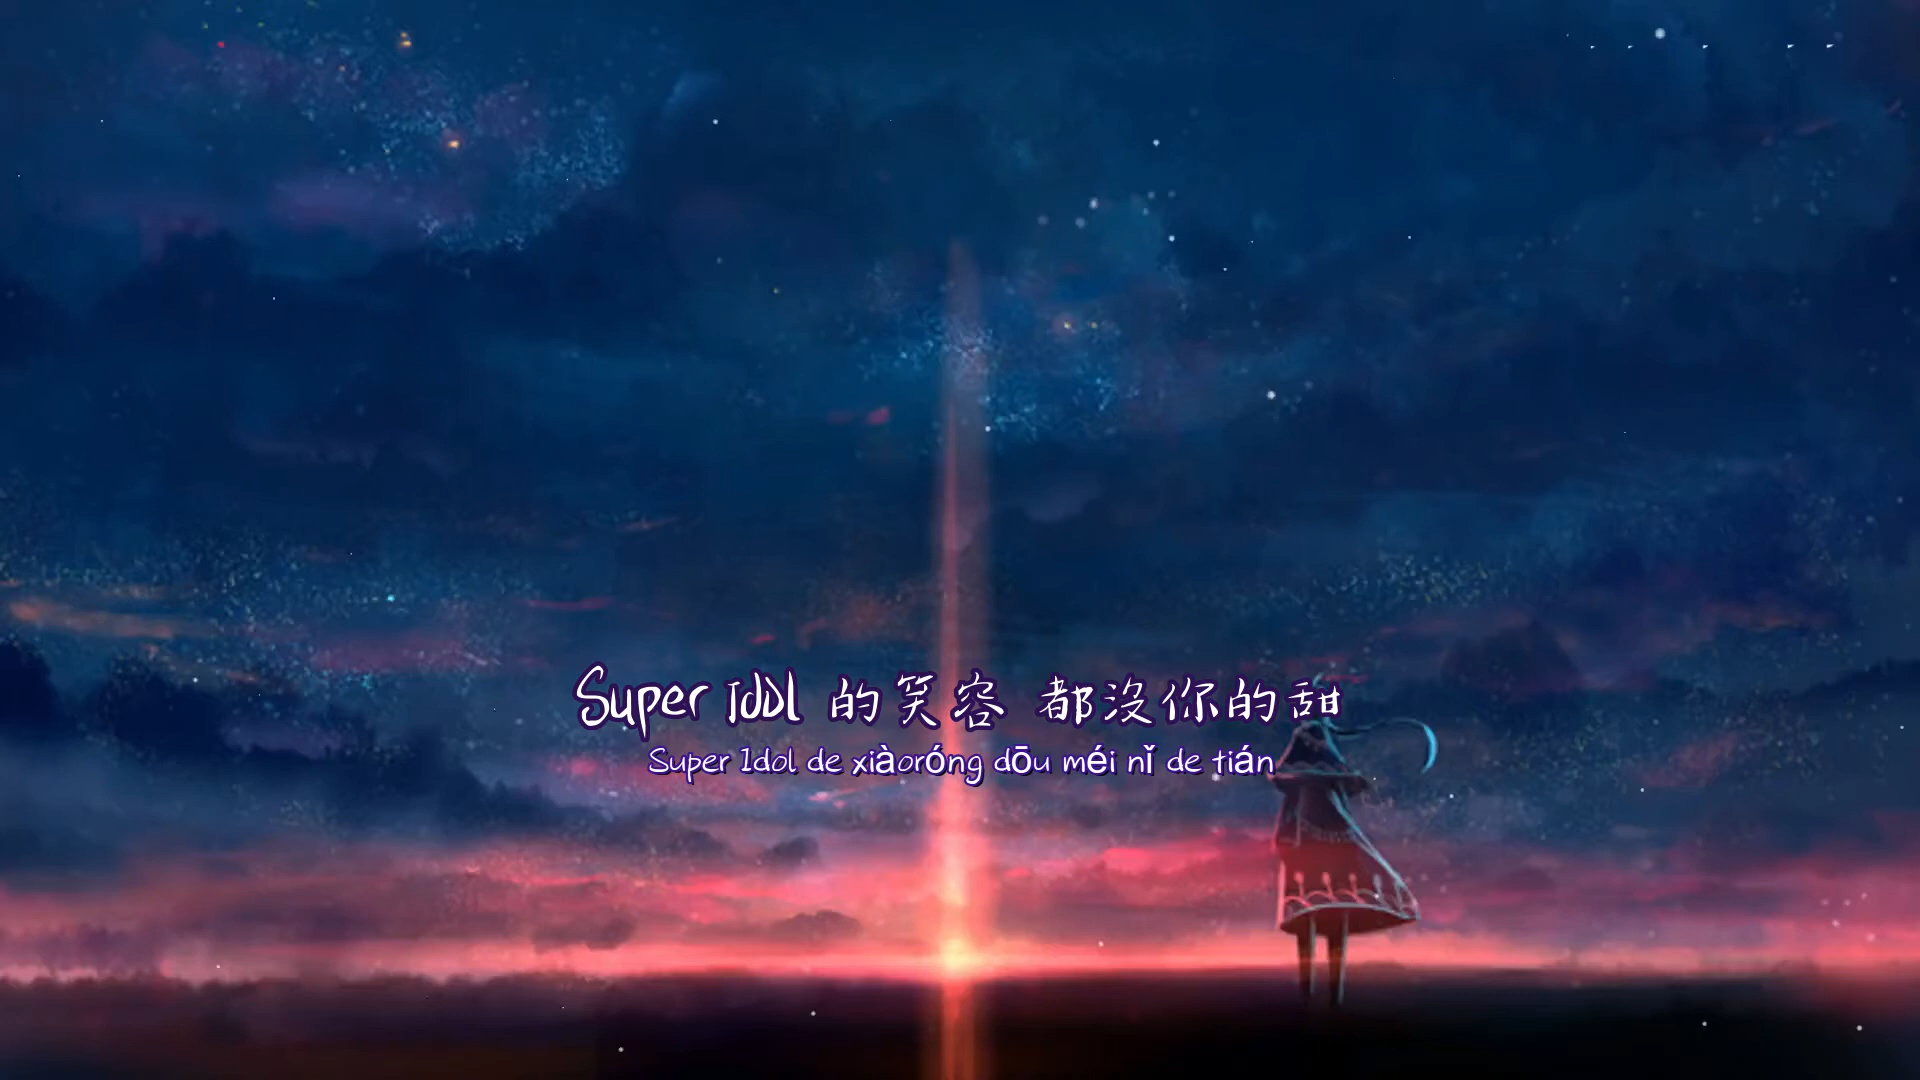 Super Idol 的笑容 都沒你的甜
Super Idol de xiàoróng dōu méi nǐ de tián